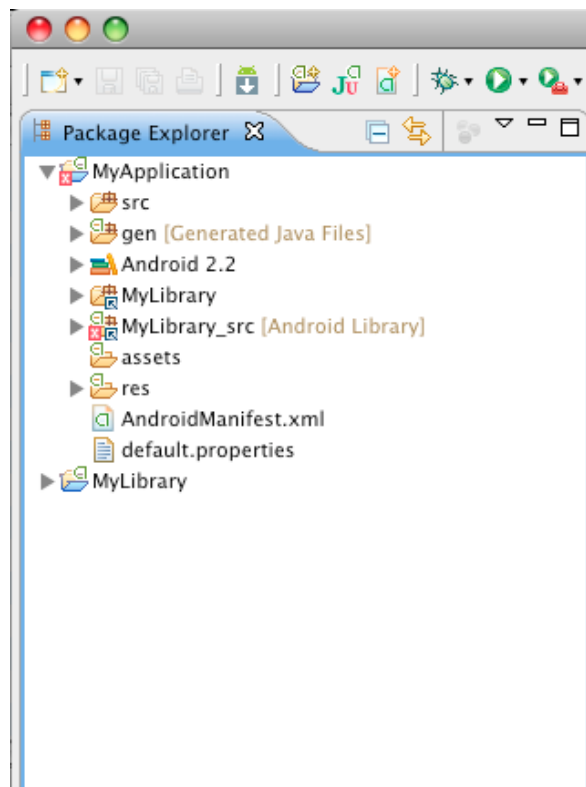 Package Explorer
MyApplication
src
gen [Generated Java Files]
Android 2.2
MyLibrary
MyLibrary_src [Android Library]
assets
res
AndroidManifest.xml
default.properties
MyLibrary